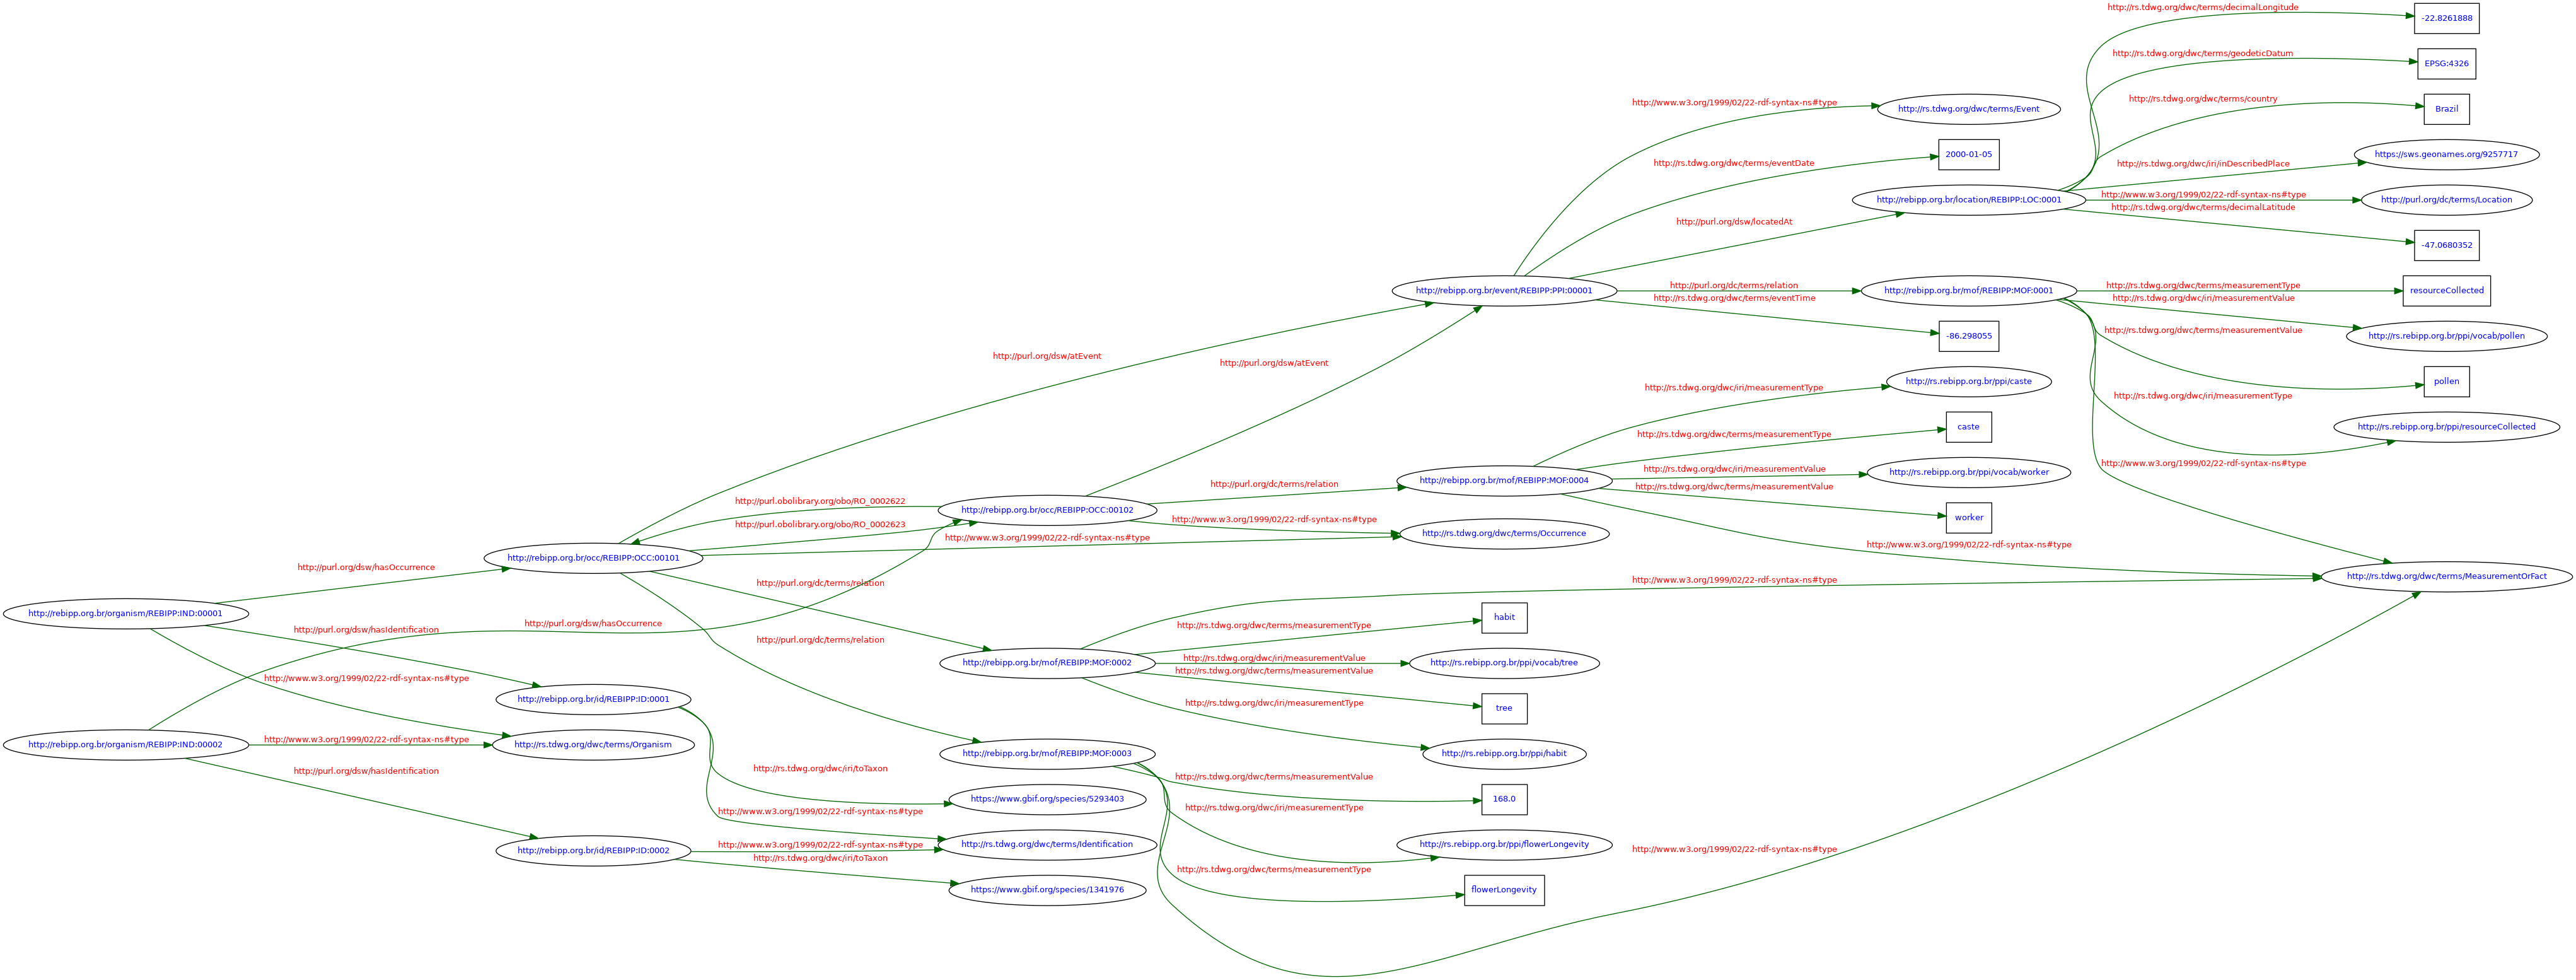 http://rs.tdwg.org/dwc/terms/decimalLongitude
-22.8261888
http://rs.tdwg.org/dwc/terms/geodeticDatum
EPSG:4326
http://www.w3.org/1999/02/22-rdf-syntax-ns#type
http://rs.tdwg.org/dwc/terms/Event
http://rs.tdwg.org/dwc/terms/country
Brazil
http://rs.tdwg.org/dwc/terms/eventDate
2000-01-05
http://rs.tdwg.org/dwc/iri/inDescribedPlace
https://sws.geonames.org/9257717
http://purl.org/dsw/locatedAt
http://rebipp.org.br/location/REBIPP:LOC:0001
http://www.w3.org/1999/02/22-rdf-syntax-ns#type
http://purl.org/dc/terms/Location
http://rs.tdwg.org/dwc/terms/decimalLatitude
-47.0680352
http://rebipp.org.br/event/REBIPP:PPI:00001
http://purl.org/dc/terms/relation
http://rebipp.org.br/mof/REBIPP:MOF:0001
http://rs.tdwg.org/dwc/terms/measurementType
resourceCollected
http://rs.tdwg.org/dwc/terms/eventTime
-86.298055
http://rs.tdwg.org/dwc/iri/measurementValue
http://rs.rebipp.org.br/ppi/vocab/pollen
http://rs.tdwg.org/dwc/terms/measurementValue
pollen
http://purl.org/dsw/atEvent
http://purl.org/dsw/atEvent
http://rs.tdwg.org/dwc/iri/measurementType
http://rs.rebipp.org.br/ppi/caste
http://rs.tdwg.org/dwc/iri/measurementType
http://rs.rebipp.org.br/ppi/resourceCollected
http://rs.tdwg.org/dwc/terms/measurementType
caste
http://www.w3.org/1999/02/22-rdf-syntax-ns#type
http://rs.tdwg.org/dwc/iri/measurementValue
http://rs.rebipp.org.br/ppi/vocab/worker
http://purl.org/dc/terms/relation
http://rebipp.org.br/mof/REBIPP:MOF:0004
http://rs.tdwg.org/dwc/terms/measurementValue
worker
http://purl.obolibrary.org/obo/RO_0002622
http://rebipp.org.br/occ/REBIPP:OCC:00102
http://purl.obolibrary.org/obo/RO_0002623
http://www.w3.org/1999/02/22-rdf-syntax-ns#type
http://rs.tdwg.org/dwc/terms/Occurrence
http://www.w3.org/1999/02/22-rdf-syntax-ns#type
http://www.w3.org/1999/02/22-rdf-syntax-ns#type
http://rebipp.org.br/occ/REBIPP:OCC:00101
http://purl.org/dsw/hasOccurrence
http://purl.org/dc/terms/relation
http://www.w3.org/1999/02/22-rdf-syntax-ns#type
http://rs.tdwg.org/dwc/terms/MeasurementOrFact
http://rebipp.org.br/organism/REBIPP:IND:00001
http://purl.org/dsw/hasIdentification
http://purl.org/dsw/hasOccurrence
http://purl.org/dc/terms/relation
http://rs.tdwg.org/dwc/terms/measurementType
habit
http://rebipp.org.br/mof/REBIPP:MOF:0002
http://rs.tdwg.org/dwc/iri/measurementValue
http://rs.rebipp.org.br/ppi/vocab/tree
http://rs.tdwg.org/dwc/terms/measurementValue
tree
http://www.w3.org/1999/02/22-rdf-syntax-ns#type
http://rebipp.org.br/id/REBIPP:ID:0001
http://rs.tdwg.org/dwc/iri/measurementType
http://rs.rebipp.org.br/ppi/habit
http://rebipp.org.br/organism/REBIPP:IND:00002
http://www.w3.org/1999/02/22-rdf-syntax-ns#type
http://rs.tdwg.org/dwc/terms/Organism
http://rebipp.org.br/mof/REBIPP:MOF:0003
http://purl.org/dsw/hasIdentification
http://rs.tdwg.org/dwc/iri/toTaxon
https://www.gbif.org/species/5293403
http://rs.tdwg.org/dwc/terms/measurementValue
168.0
http://www.w3.org/1999/02/22-rdf-syntax-ns#type
http://rs.tdwg.org/dwc/iri/measurementType
http://rs.rebipp.org.br/ppi/flowerLongevity
http://rebipp.org.br/id/REBIPP:ID:0002
http://www.w3.org/1999/02/22-rdf-syntax-ns#type
http://rs.tdwg.org/dwc/terms/Identification
http://www.w3.org/1999/02/22-rdf-syntax-ns#type
http://rs.tdwg.org/dwc/iri/toTaxon
https://www.gbif.org/species/1341976
http://rs.tdwg.org/dwc/terms/measurementType
flowerLongevity